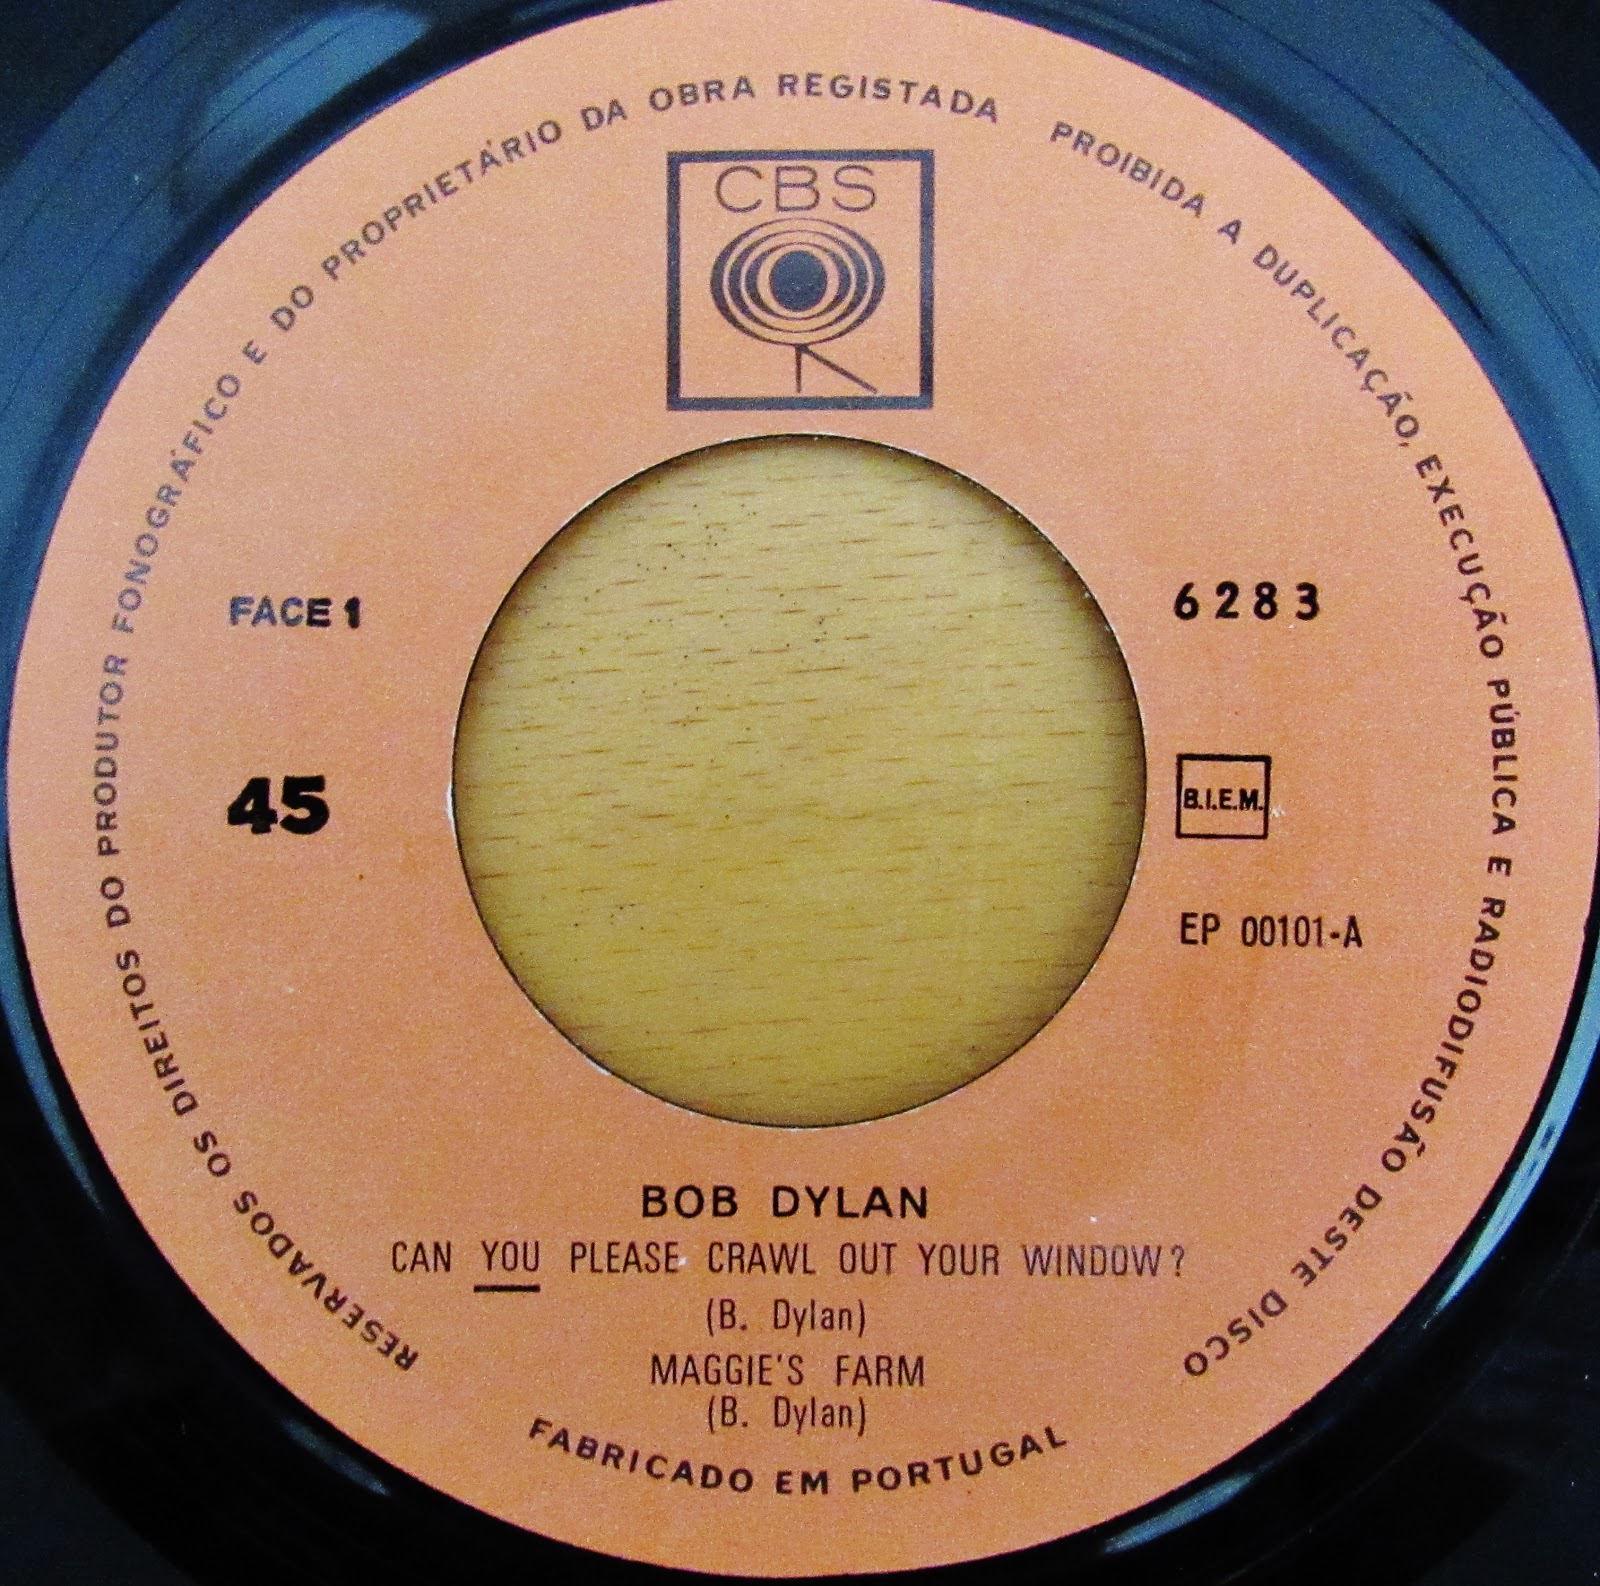 RESERVADOS OS DIREITOS DO PRODUTOR FONOGRÁFICO E DO PROPRIETÁRIO DA OBRA REGISTADA PROIBIDA A DUPLICAÇÃO, EXECUÇÃO PÚBLICA E RADIODIFUSÃO DESTE DISCO
CBS
FACE 1
6283
45
B.I.E.M.
EP 00101-A
BOB DYLAN
CAN YOU PLEASE CRAWL OUT YOUR WINDOW?
(B. Dylan)
MAGGIE'S FARM
(B. Dylan)
FABRICADO EM PORTUGAL